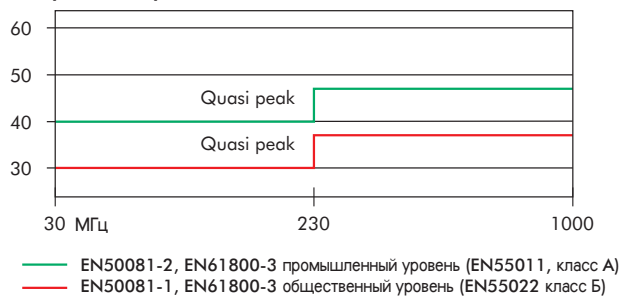 60
50
Quasi peak
40
Quasi peak
30
30 МГц 230 1000
EN50081-2, EN61800-3 промышленный уровень (EN55011, класс А)
EN50081-1, EN61800-3 общественный уровень (EN55022 класс Б)